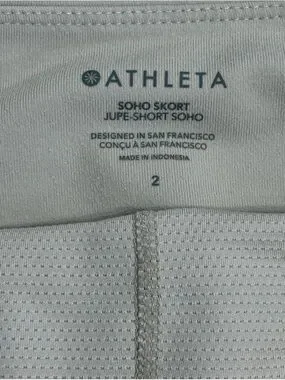 ATHLETA
SOHO SKORT
JUPE-SHORT SOHO
DESIGNED IN SAN FRANCISCO
CONÇU À SAN FRANCISCO
MADE IN INDONESIA
2